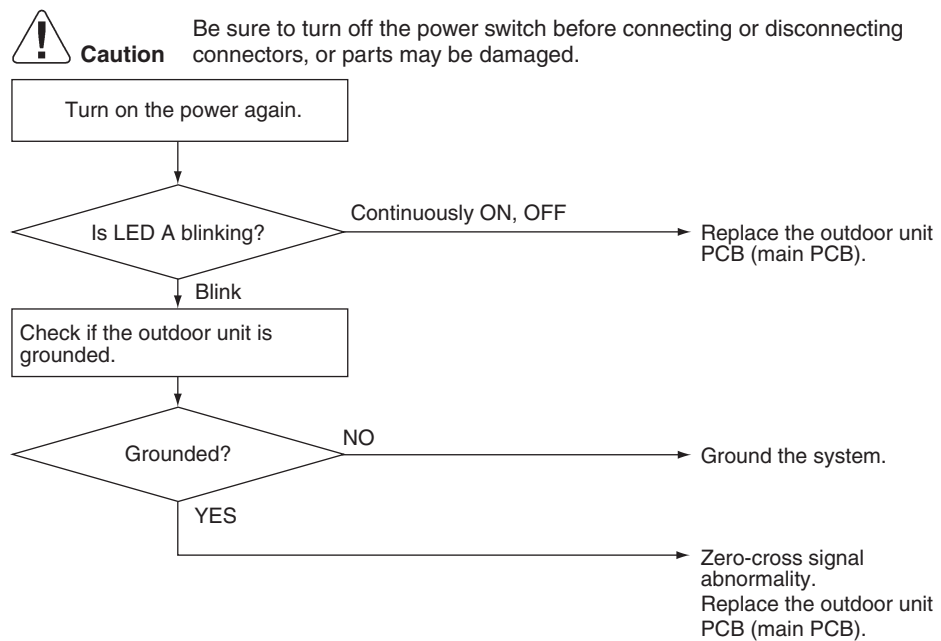 Be sure to turn off the power switch before connecting or disconnecting
Caution connectors, or parts may be damaged.
Turn on the power again.
Continuously ON, OFF
Is LED A blinking?
Replace the outdoor unit
PCB (main PCB).
Blink
Check if the outdoor unit is
grounded.
NO
Grounded?
Ground the system.
YES
Zero-cross signal
abnormality.
Replace the outdoor unit
PCB (main PCB).